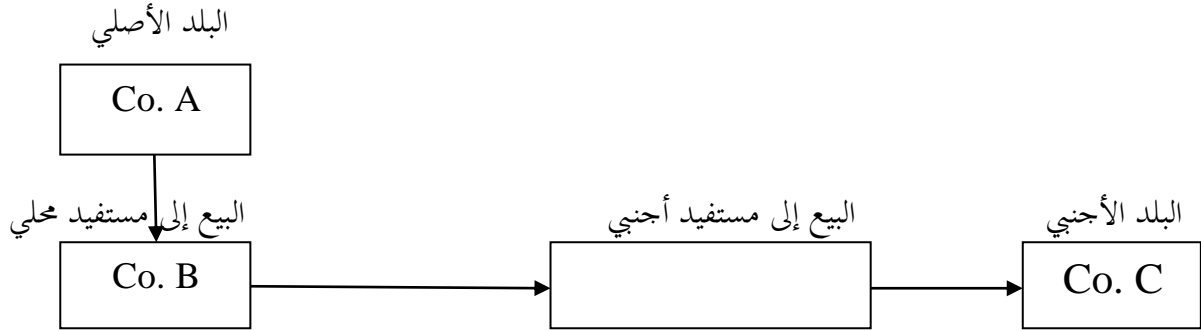 البلد الأصلي
Co. A
البيع إلى مستفيد محلي
البيع إلى مستفيد أجنبي
البلد الأجنبي
Co. B
Co. C